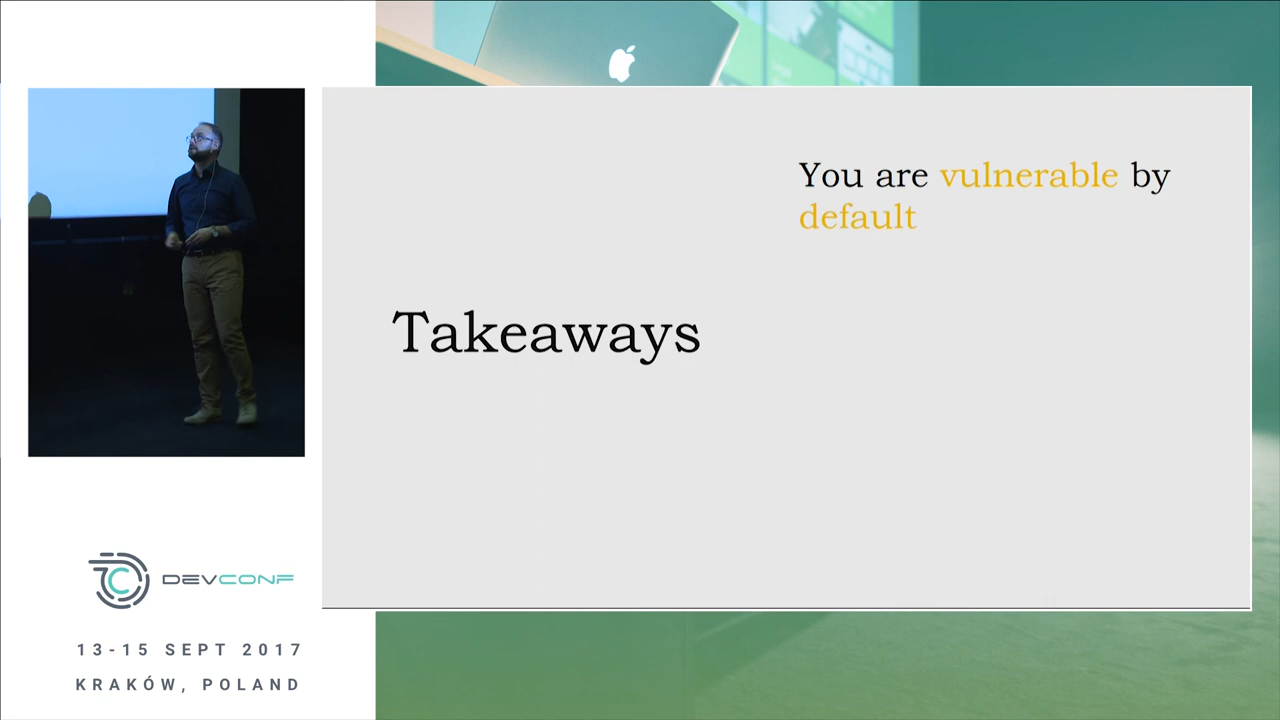 You are vulnerable by
default
Takeaways
DEVCONF
13-15 SEPT 2017
KRAKÓW, POLAND